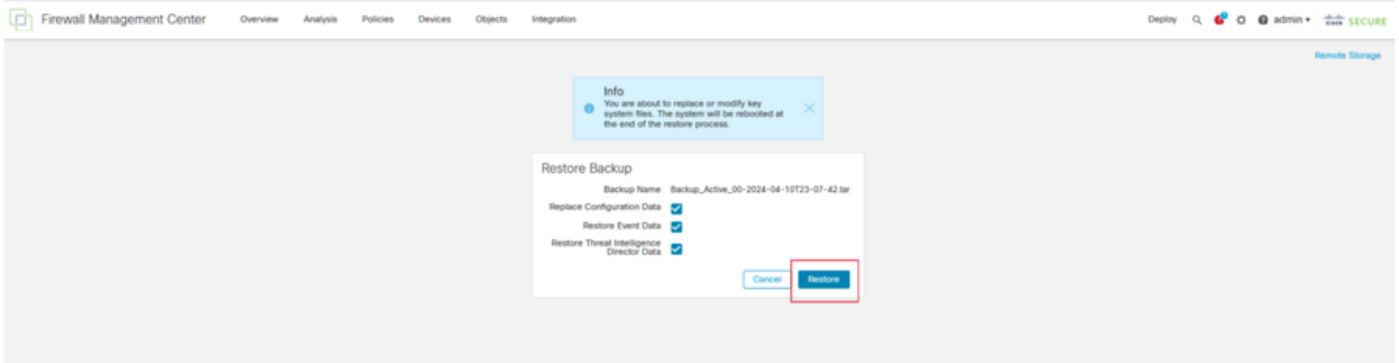 Firewall Management Center Overview Analysis Policies Devices Objects Integration Deploy admin SECURE
Remote Storage
Info
You are about to replace or modify key
system files. The system will be rebooted at
the end of the restore process.
Restore Backup
Backup Name Backup_Active_00-2024-04-10T23-07-42.tar
Replace Configuration Data
Restore Event Data
Restore Threat Intelligence
Director Data
Cancel Restore